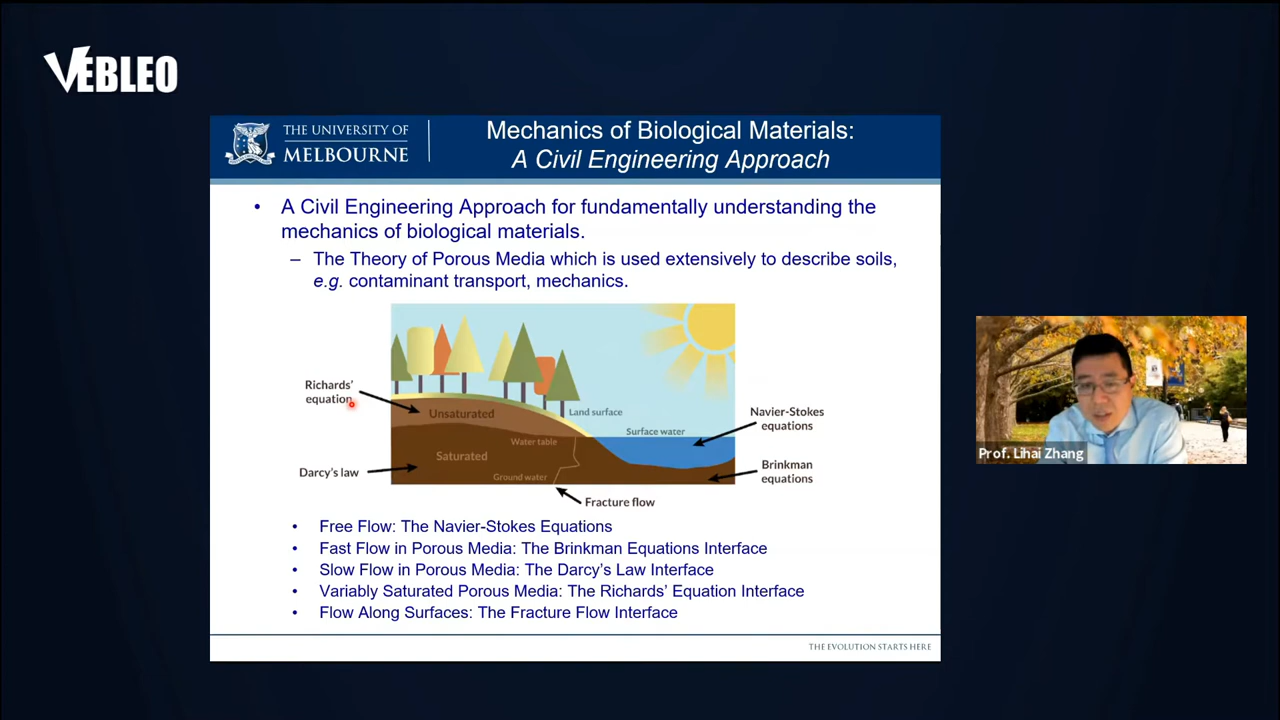 VEBLEO
THE UNIVERSITY OF
MELBOURNE
Mechanics of Biological Materials:
A Civil Engineering Approach
• A Civil Engineering Approach for fundamentally understanding the
mechanics of biological materials.
– The Theory of Porous Media which is used extensively to describe soils,
e.g. contaminant transport, mechanics.
Richards'
equation
Unsaturated
Land surface
Surface water
Navier-Stokes
equations
Water table
Saturated
Darcy's law
Ground water
Brinkman
equations
Fracture flow
• Free Flow: The Navier-Stokes Equations
• Fast Flow in Porous Media: The Brinkman Equations Interface
• Slow Flow in Porous Media: The Darcy's Law Interface
• Variably Saturated Porous Media: The Richards' Equation Interface
• Flow Along Surfaces: The Fracture Flow Interface
THE EVOLUTION STARTS HERE
Prof. Lihai Zhang